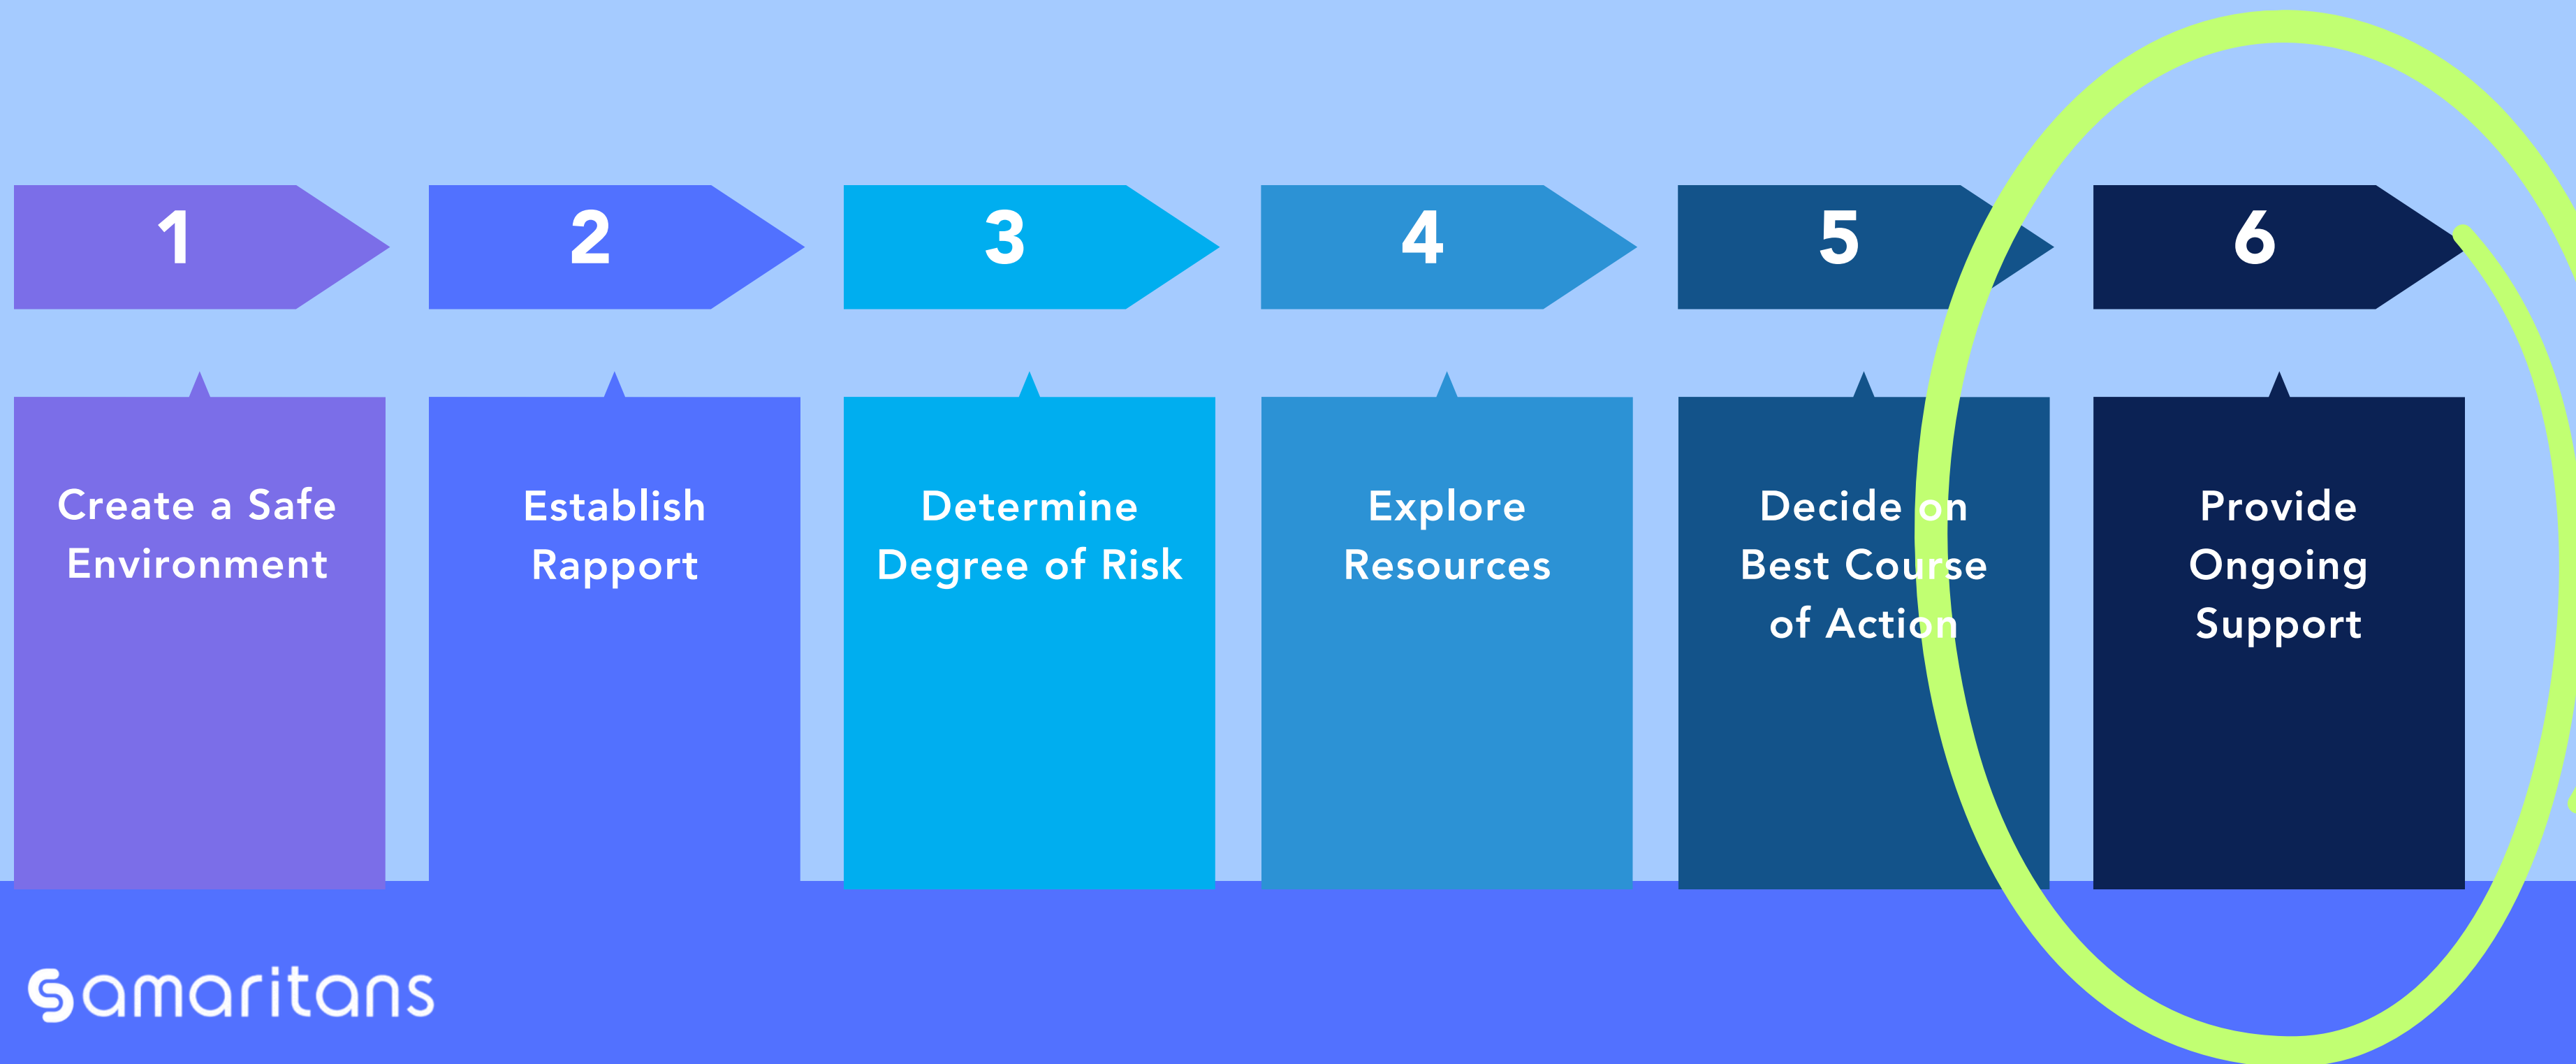 1
2
3
4
5
6
Create a Safe
Environment
Establish
Rapport
Determine
Degree of Risk
Explore
Resources
Decide on
Best Course
of Action
Provide
Ongoing
Support
samaritans